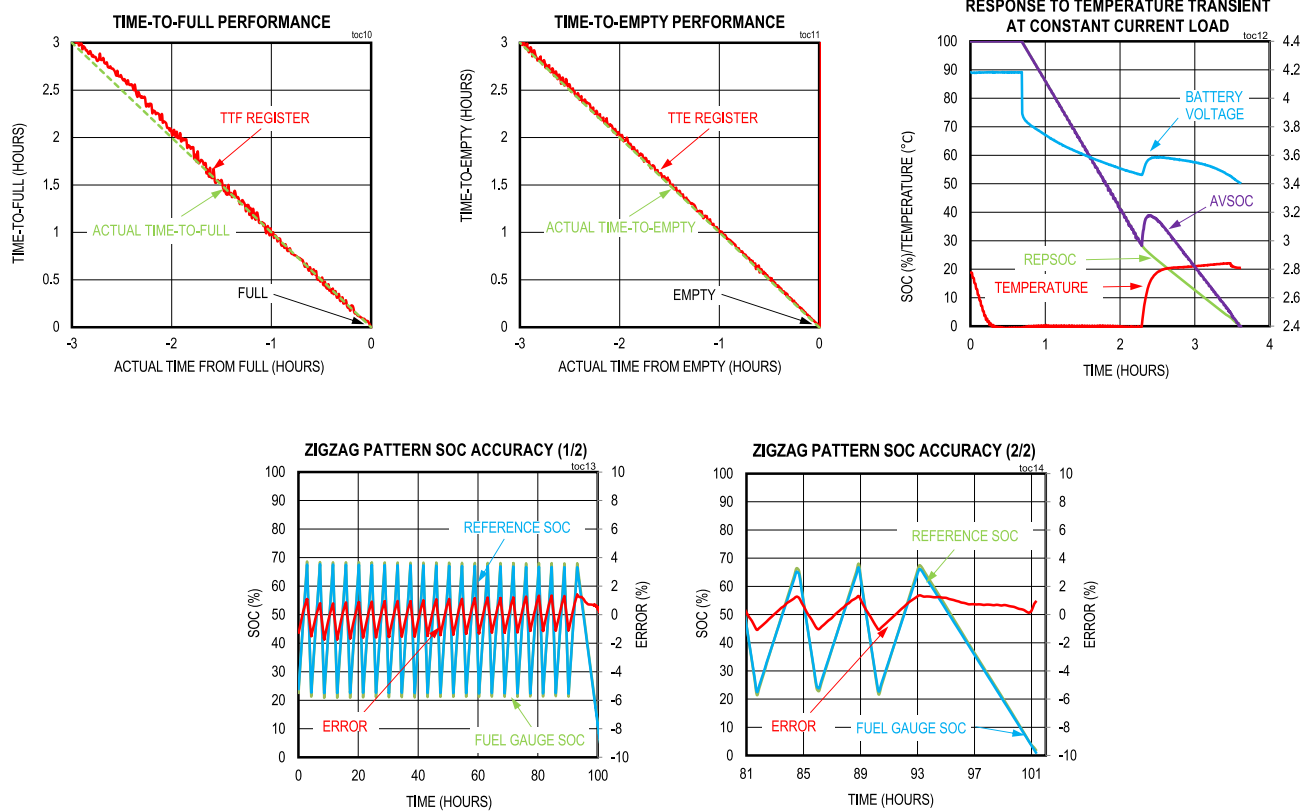 TIME-TO-FULL PERFORMANCE
toc10
3
2.5
2
1.5
1
0.5
0
TIME-TO-FULL (HOURS)
TTF REGISTER
ACTUAL TIME-TO-FULL
FULL
-3
-2
-1
0
ACTUAL TIME FROM FULL (HOURS)
TIME-TO-EMPTY PERFORMANCE
toc11
3
2.5
2
1.5
1
0.5
0
TIME-TO-EMPTY (HOURS)
TTE REGISTER
ACTUAL TIME-TO-EMPTY
EMPTY
-3
-2
-1
0
ACTUAL TIME FROM EMPTY (HOURS)
RESPONSE TO TEMPERATURE TRANSIENT
AT CONSTANT CURRENT LOAD
toc12
100
90
80
70
60
50
40
30
20
10
0
SOC (%)/TEMPERATURE (°C)
BATTERY
VOLTAGE
AVSOC
REPSOC
TEMPERATURE
4.4
4.2
4
3.8
3.6
3.4
3.2
3
2.8
2.6
2.4
0
1
2
3
4
TIME (HOURS)
ZIGZAG PATTERN SOC ACCURACY (1/2)
toc13
100
90
80
70
60
50
40
30
20
10
0
SOC (%)
REFERENCE SOC
ERROR
FUEL GAUGE SOC
10
8
6
4
2
0
-2
-4
-6
-8
-10
ERROR (%)
0
20
40
60
80
100
TIME (HOURS)
ZIGZAG PATTERN SOC ACCURACY (2/2)
toc14
100
90
80
70
60
50
40
30
20
10
0
SOC (%)
REFERENCE SOC
ERROR
FUEL GAUGE SOC
10
8
6
4
2
0
-2
-4
-6
-8
-10
ERROR (%)
81
85
89
93
97
101
TIME (HOURS)